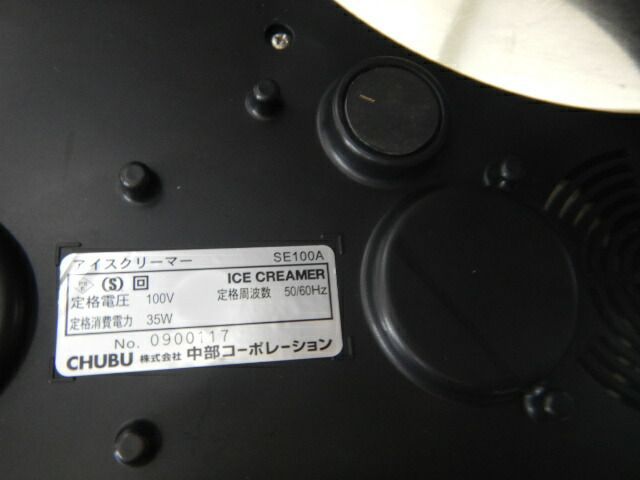 アイスクリーマー SE100A
(S) 回 ICE CREAMER
定格電圧 100V 定格周波数 50/60Hz
定格消費電力 35W
No. 0900117
CHUBU 株式会社 中部コーポレーション